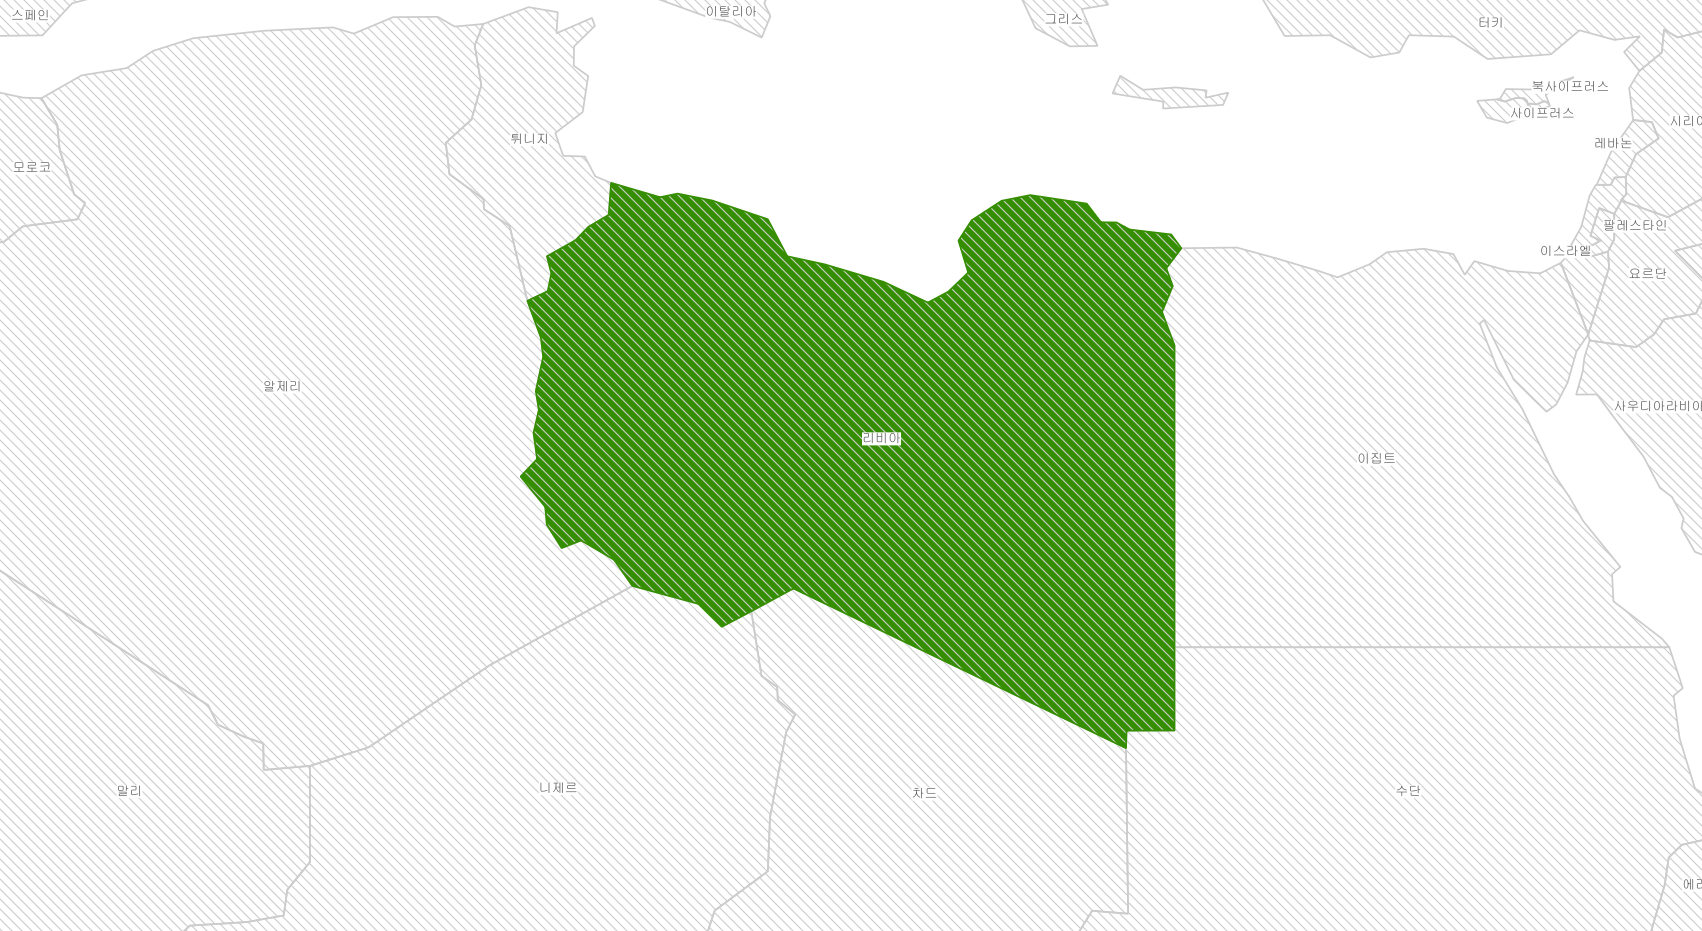 스페인
이탈리아
그리스
터키
북사이프러스
사이프러스
시리아
레바논
튀니지
모로코
팔레스타인
이스라엘
요르단
알제리
사우디아라비아
리비아
이집트
말리
니제르
차드
수단